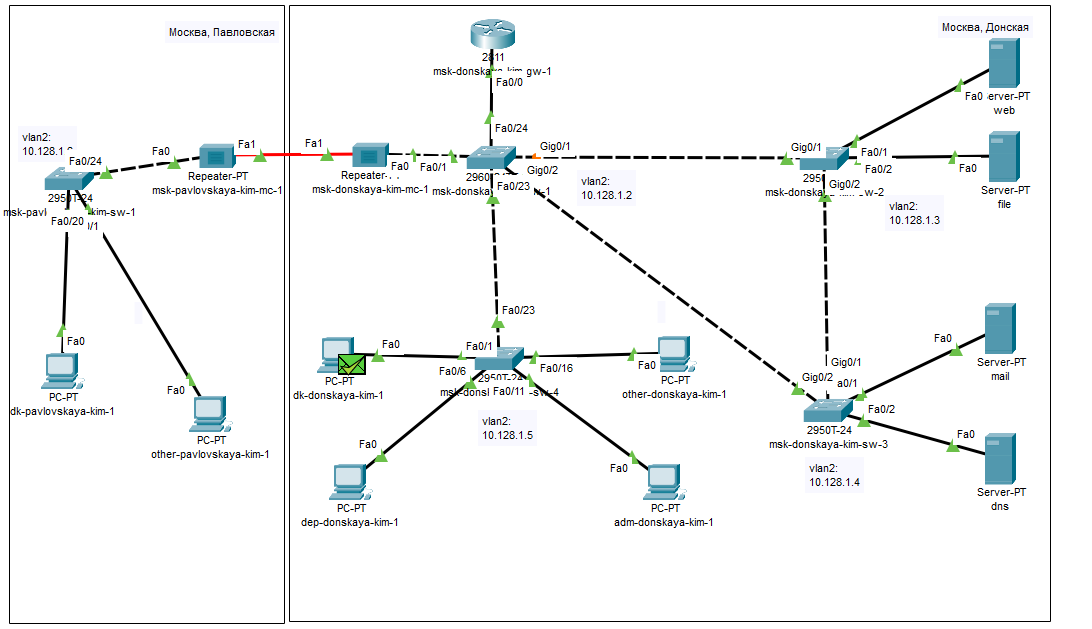 Москва, Павловская
vlan2:
10.128.1.
Fa0/24
2950T-24
Fa0/20
Fa0
Fa1
Repeater-PT
msk-pavlovskaya-kim-mc-1
Fa0
PC-PT
dk-pavlovskaya-kim-1
Fa0
PC-PT
other-pavlovskaya-kim-1
Москва, Донская
2811
Fa0/0
Fa0/24
Fa1
Fa0
msk-donskaya-kim-mc-1
Fa0/1
Gig0/1
Gig0/2
Fa0/23
vlan2:
10.128.1.2
Gig0/1
Fa0/1
Fa0/2
Gig0/2
vlan2:
10.128.1.3
Fa0
web
Fa0
Server-PT
file
Fa0/23
Fa0
Fa0/1
Fa0/6
Fa0/11
Fa0/16
vlan2:
10.128.1.5
PC-PT
dk-donskaya-kim-1
Fa0
PC-PT
other-donskaya-kim-1
Fa0
PC-PT
dep-donskaya-kim-1
Fa0
PC-PT
adm-donskaya-kim-1
Gig0/1
Gig0/2
Fa0/2
2950T-24
msk-donskaya-kim-sw-3
vlan2:
10.128.1.4
Fa0
Server-PT
mail
Fa0
Server-PT
dns